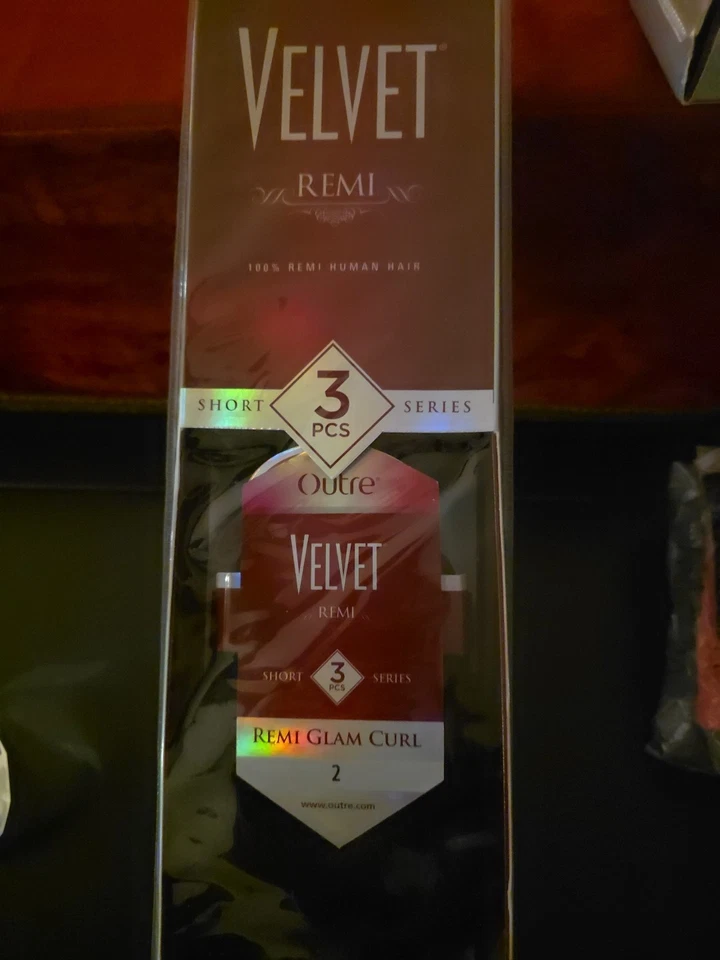 VELVET®
REMI
100% REMI HUMAN HAIR
SHORT 3 PCS SERIES
Outre®
VELVET
REMI
SHORT 3 PCS SERIES
REMI GLAM CURL
2
www.outre.com